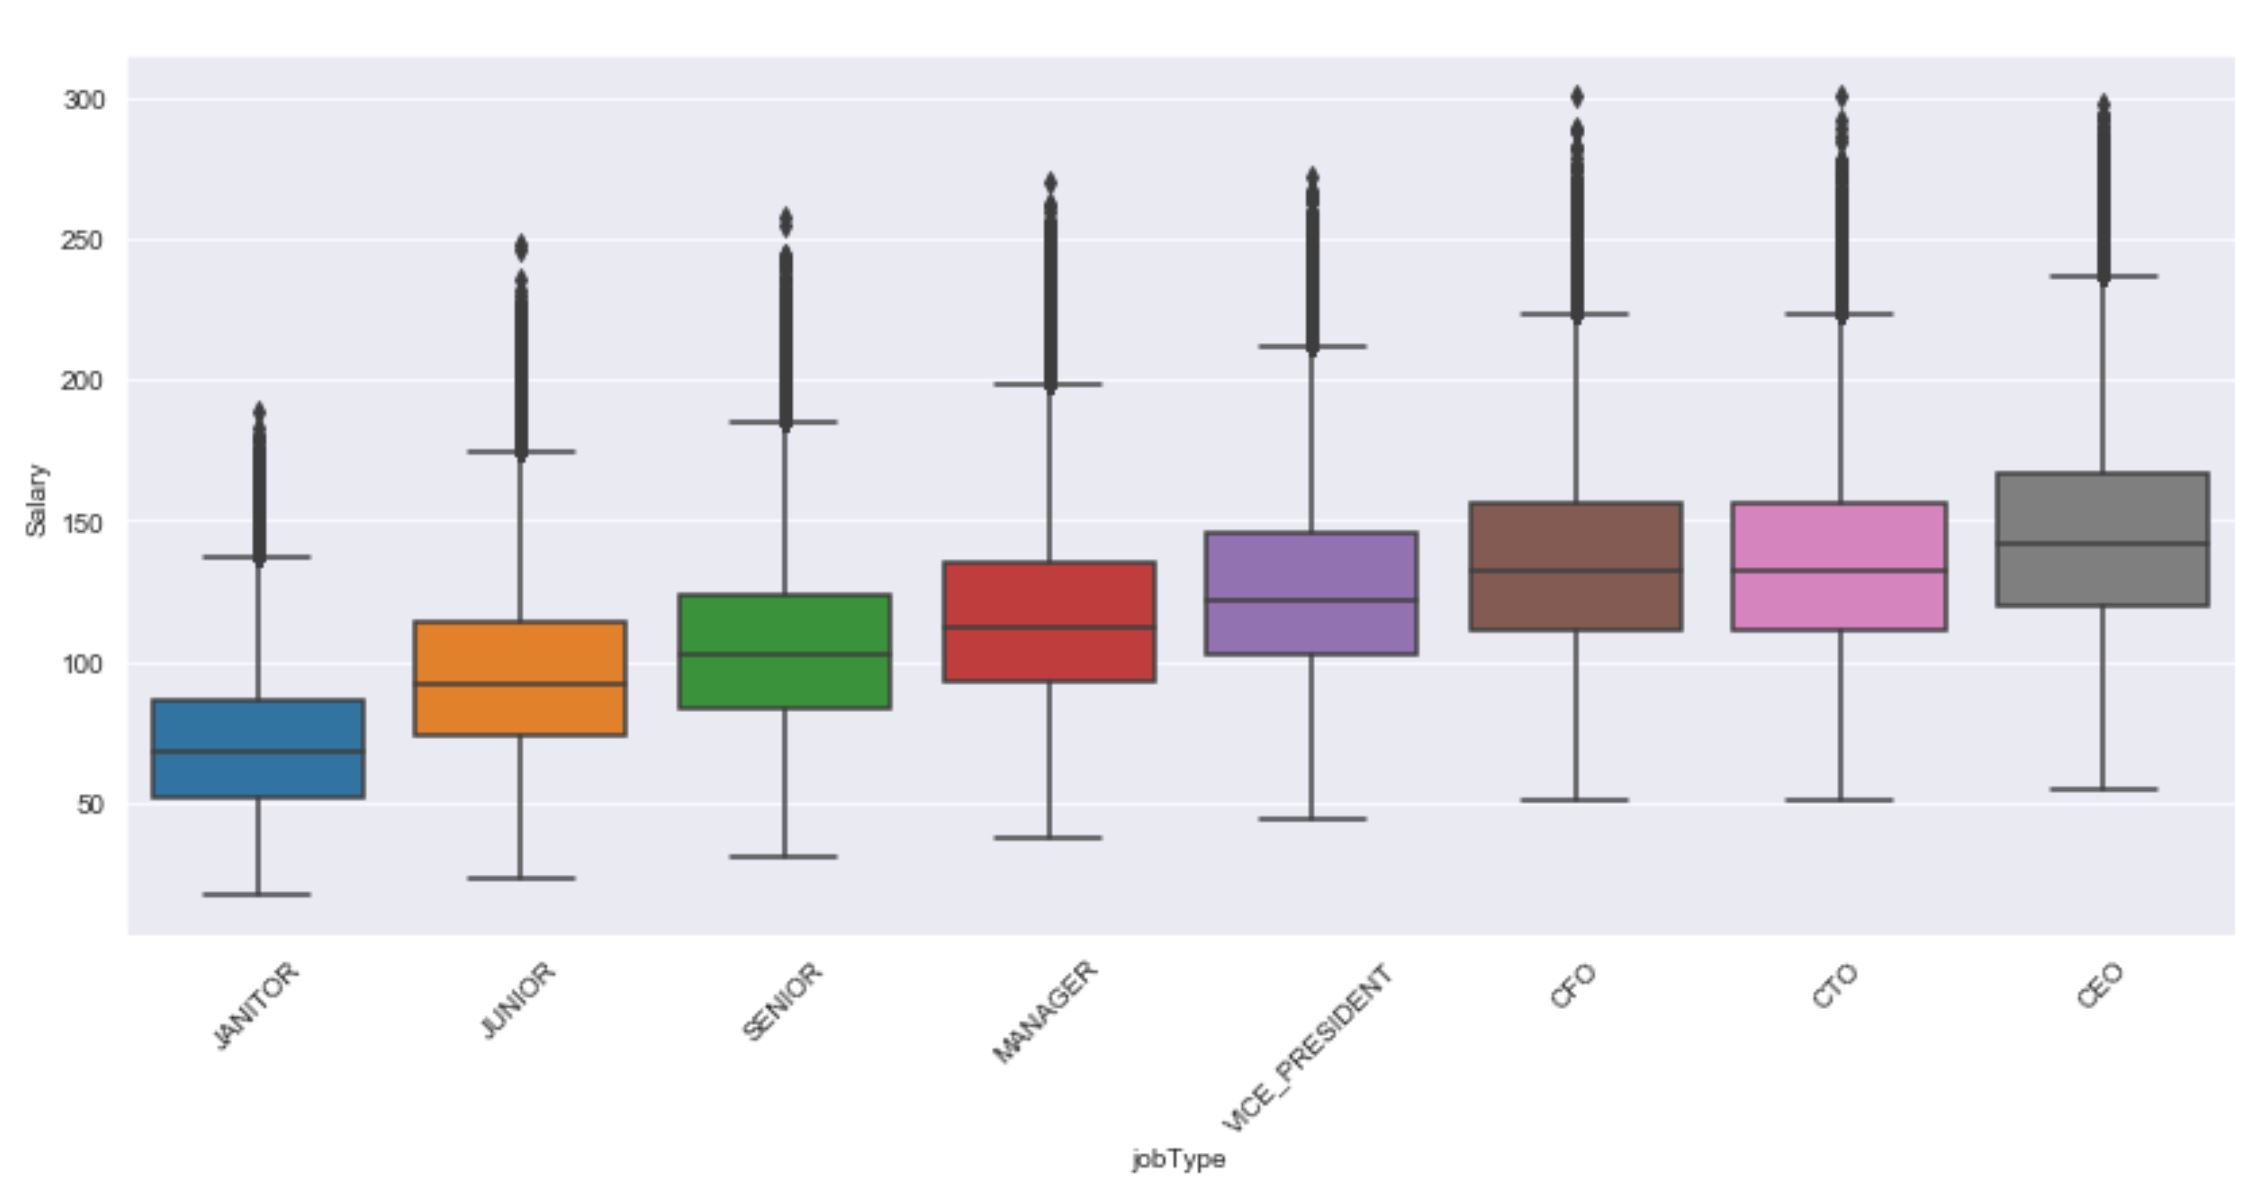 300
250
200
150
100
50
Salary
JANITOR
JUNIOR
SENIOR
MANAGER
VICE_PRESIDENT
CFO
CTO
CEO
jobType